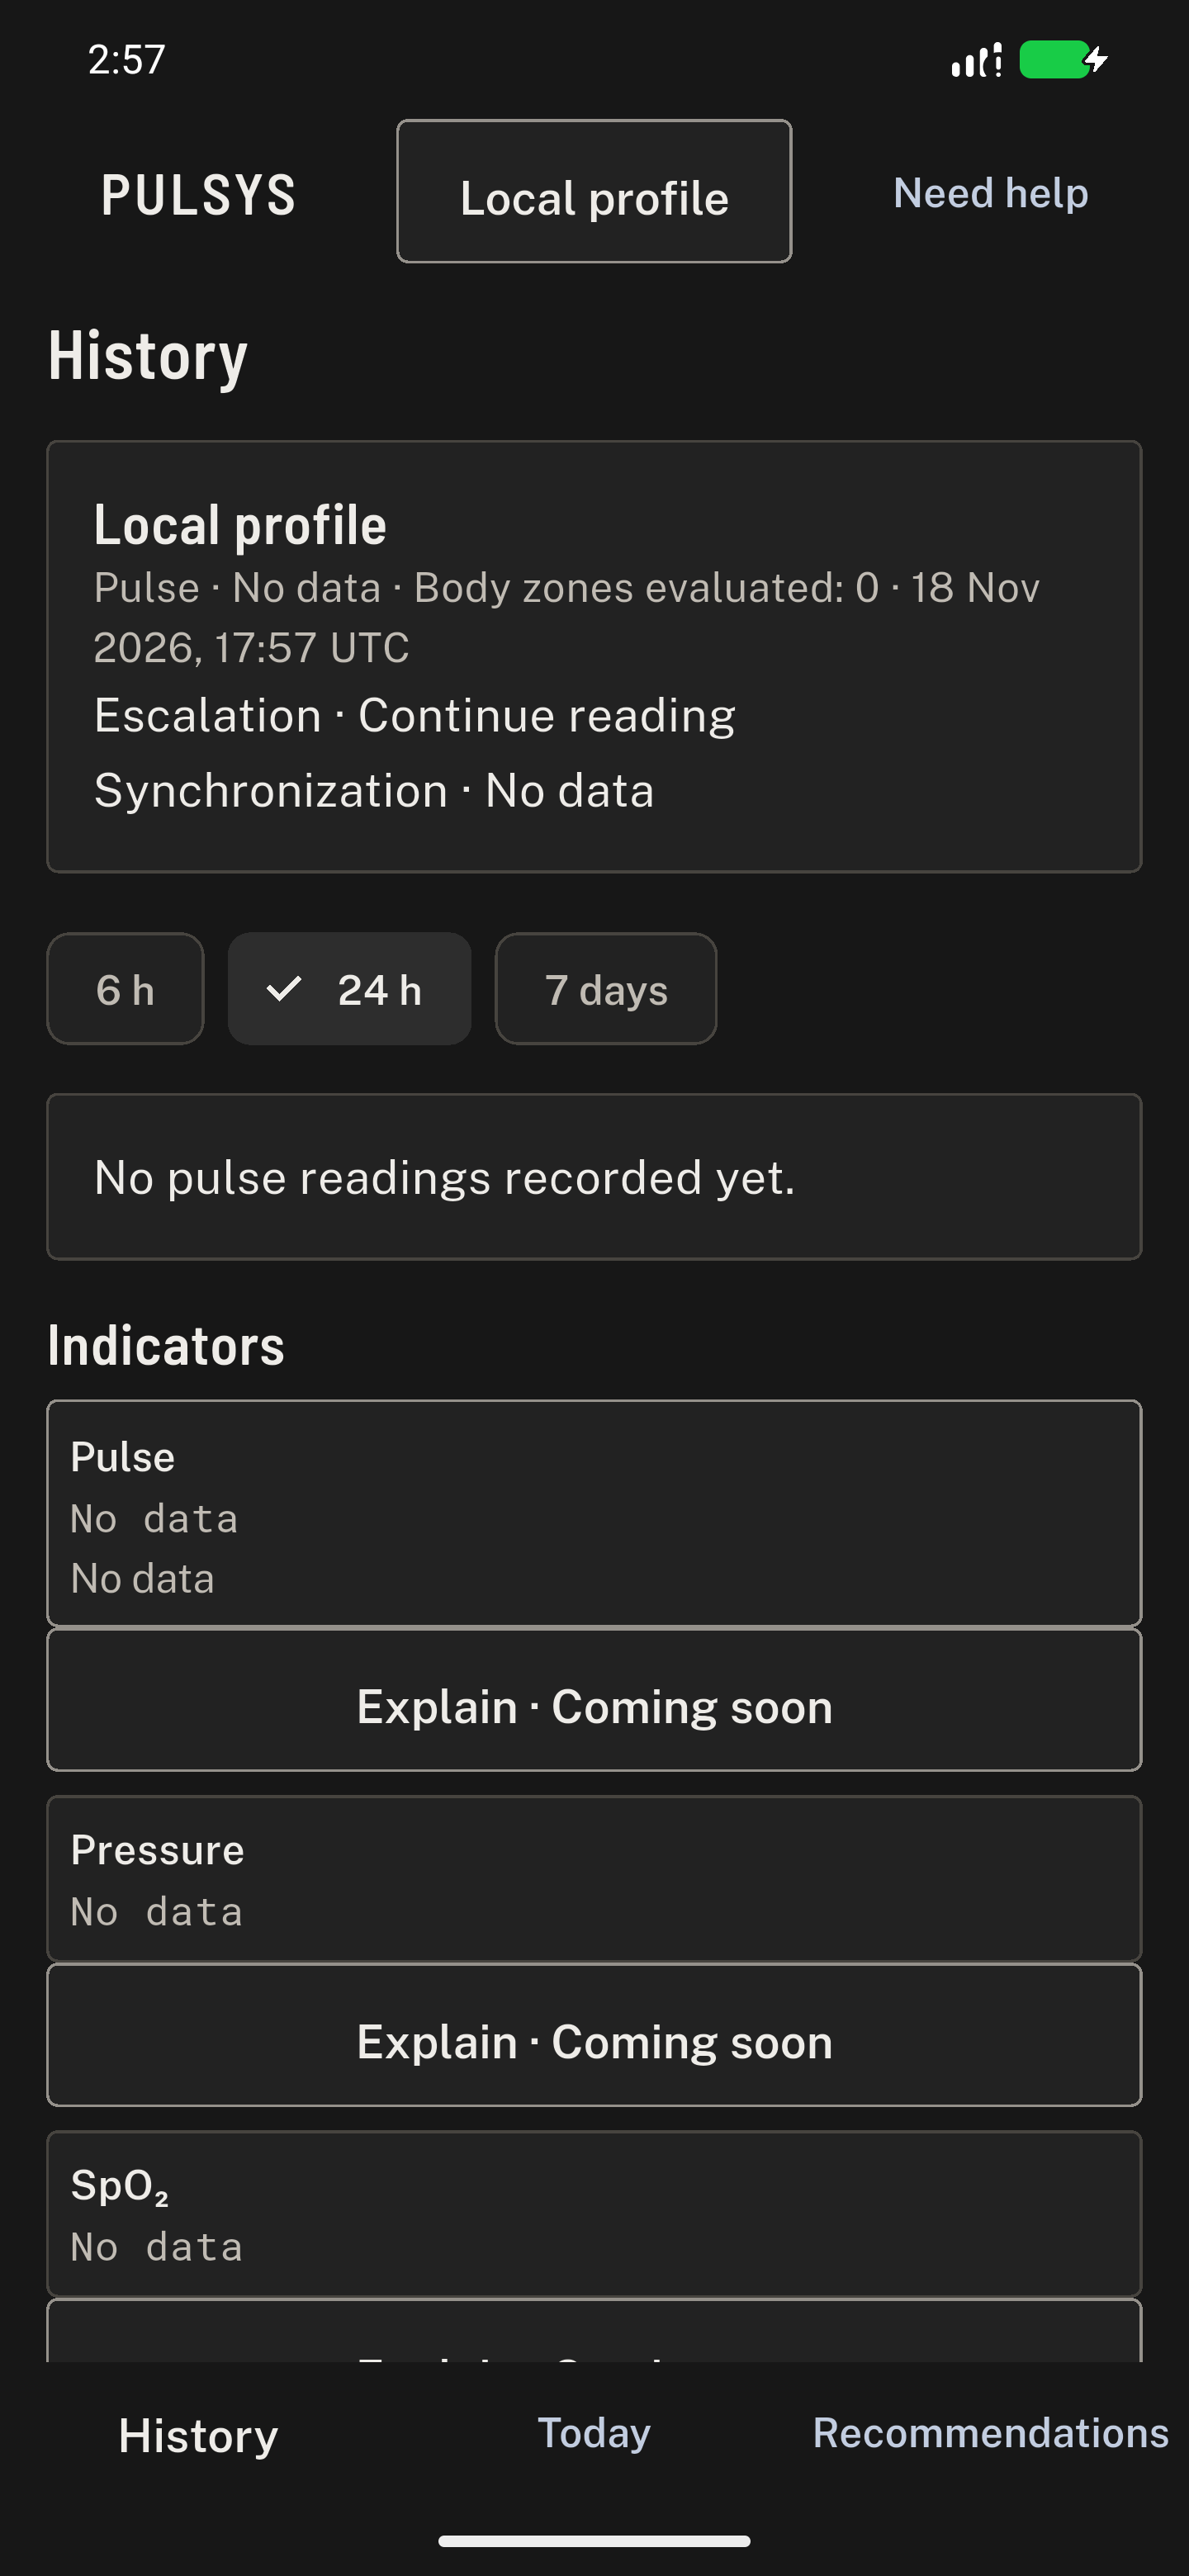 2:57
PULSYS
Local profile
Need help
History
Local profile
Pulse · No data · Body zones evaluated: 0 · 18 Nov
2026, 17:57 UTC
Escalation · Continue reading
Synchronization · No data
6 h
24 h
7 days
No pulse readings recorded yet.
Indicators
Pulse
No data
No data
Explain · Coming soon
Pressure
No data
Explain · Coming soon
SpO₂
No data
History
Today
Recommendations